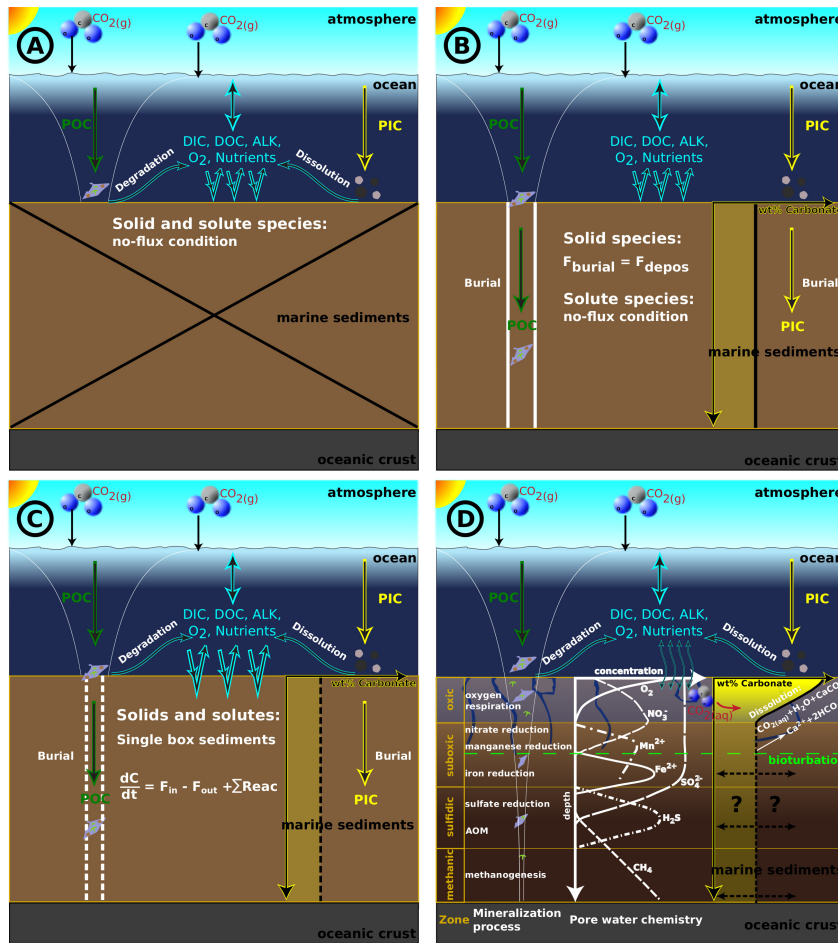 A
CO2(g)
CO2(g)
atmosphere
ocean
POC
DIC, DOC, ALK,
O2, Nutrients
PIC
Degradation
Dissolution
Solid and solute species:
no-flux condition
marine sediments
oceanic crust
B
CO2(g)
CO2(g)
atmosphere
ocean
POC
DIC, DOC, ALK,
O2, Nutrients
PIC
wt% Carbonate
Solid species:
Fburial = Fdepos
Burial
Burial
Solute species:
no-flux condition
POC
PIC
marine sediments
oceanic crust
C
CO2(g)
CO2(g)
atmosphere
ocean
POC
DIC, DOC, ALK,
O2, Nutrients
PIC
Degradation
Dissolution
wt% Carbonate
Solids and solutes:
Single box sediments
Burial
Burial
dC/dt = Fin - Fout +∑Reac
POC
PIC
marine sediments
oceanic crust
D
CO2(g)
CO2(g)
atmosphere
ocean
POC
DIC, DOC, ALK,
O2, Nutrients
PIC
Degradation
Dissolution
concentration
wt% Carbonate
oxic
oxygen
respiration
O2
NO3-
CO2(aq)
Dissolution:
CO2(aq)+H2O+CaCO
Ca2++2HCO
suboxic
nitrate reduction
manganese reduction
Mn2+
bioturbation
iron reduction
Fe2+
SO42-
depth
sulfidic
sulfate reduction
AOM
H2S
? ?
methanic
methanogenesis
CH4
marine sediments
Zone
Mineralization
process
Pore water chemistry
oceanic crust